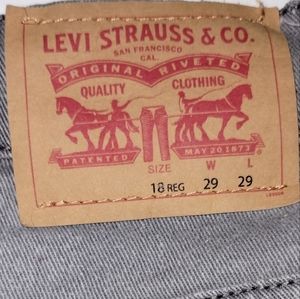 LEVI STRAUSS & CO.
SAN FRANCISCO
CAL.
ORIGINAL RIVETED
QUALITY CLOTHING
PATENTED MAY 20 1873
SIZE W L
18 REG 29 29